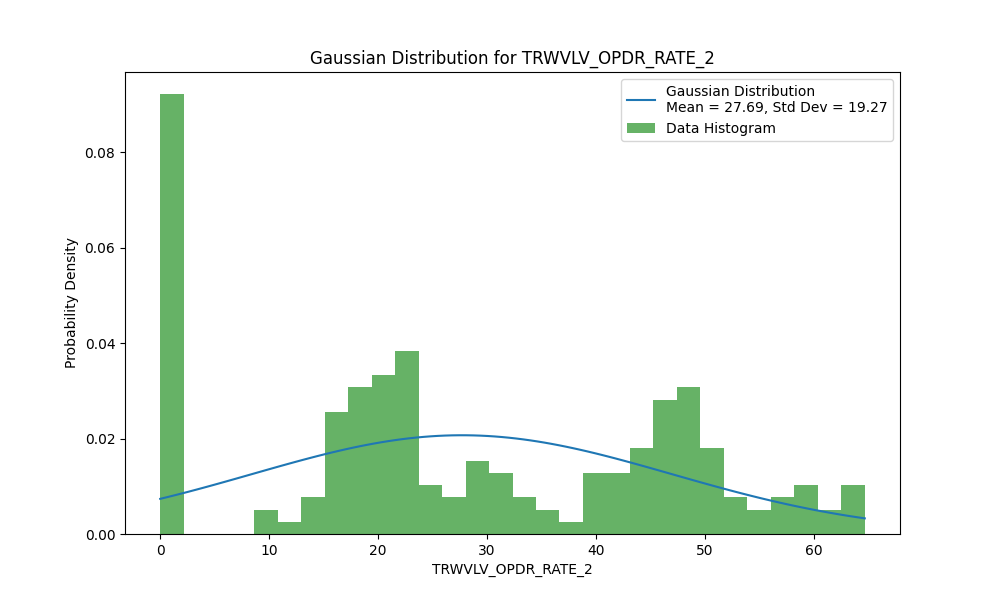 Gaussian Distribution for TRWVLV_OPDR_RATE_2
Gaussian Distribution
Mean = 27.69, Std Dev = 19.27
Data Histogram
Probability Density
0.08
0.06
0.04
0.02
0.00
0 10 20 30 40 50 60
TRWVLV_OPDR_RATE_2